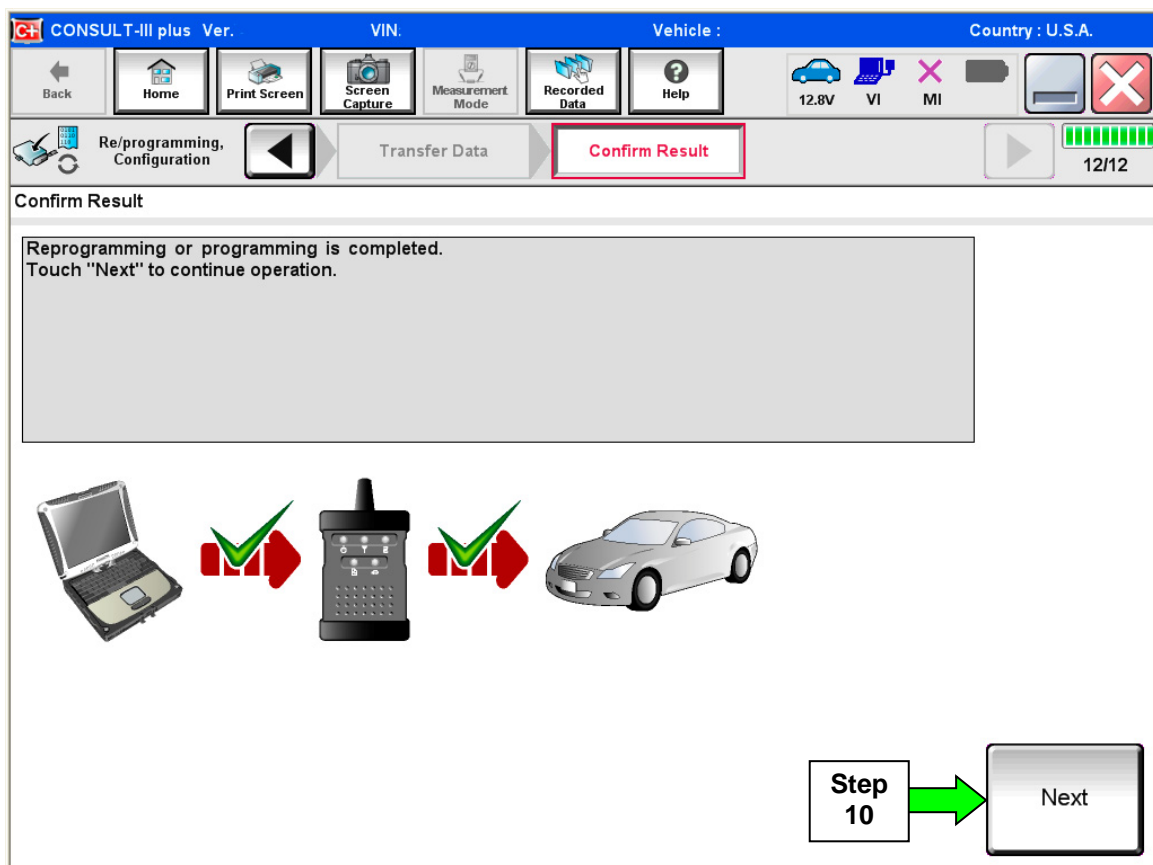 C+ CONSULT-III plus Ver. VIN: Vehicle : Country : U.S.A.
Back
Home
Print Screen
Screen
Capture
Measurement
Mode
Recorded
Data
?
Help
12.8V
VI
MI
Re/programming,
Configuration
Transfer Data
Confirm Result
12/12
Confirm Result
Reprogramming or programming is completed.
Touch "Next" to continue operation.
Step
10
Next